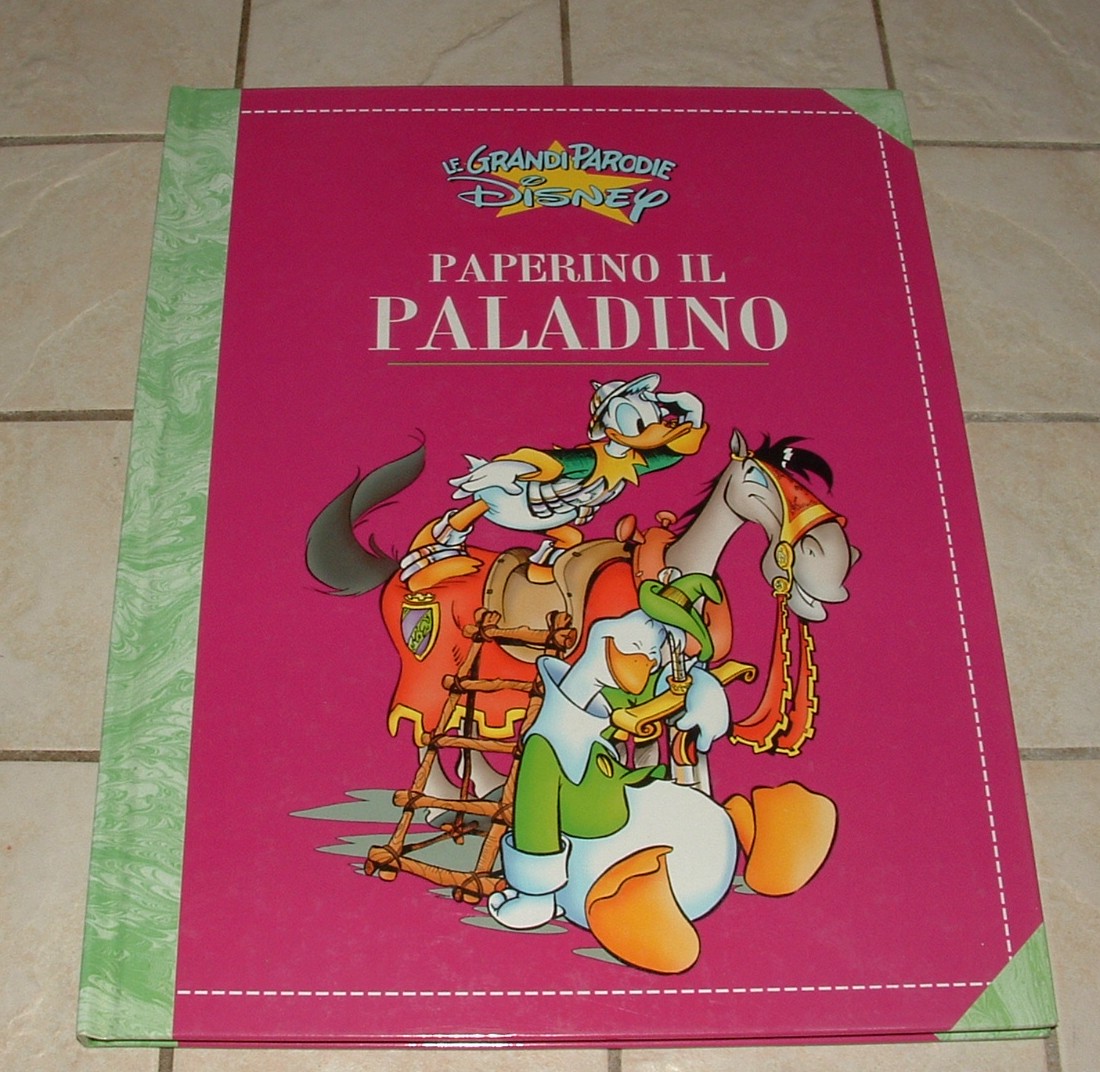 LE GRANDI PARODIE
DISNEY
PAPERINO IL
PALADINO